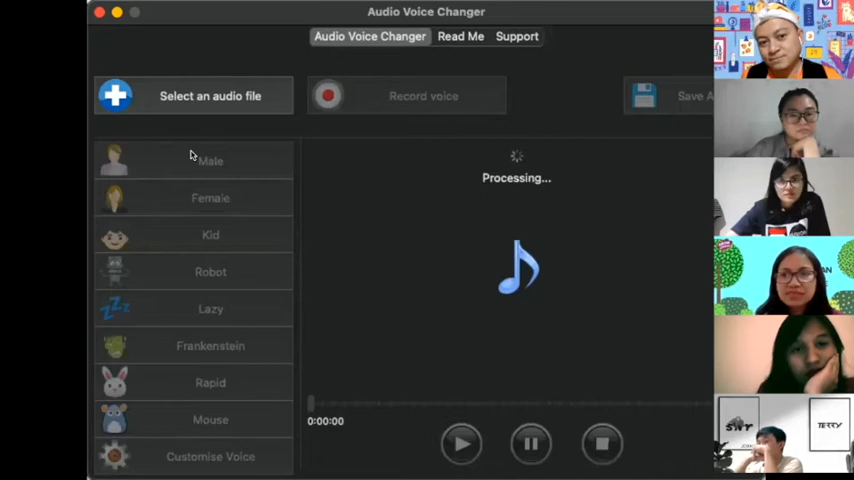 Audio Voice Changer
Audio Voice Changer Read Me Support
Select an audio file Record voice Save A
Male
Female
Kid
Robot
Lazy
Frankenstein
Rapid
Mouse
Customise Voice
Processing...
0:00:00
TERRY